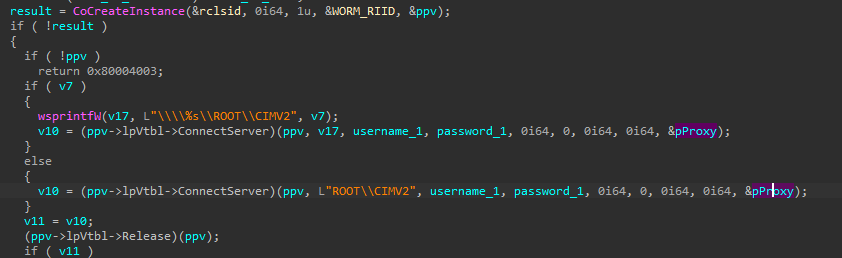 result = CoCreateInstance(&rclsid, 0i64, 1u, &WORM_RIID, &ppv);
if ( !result )
{
if ( !ppv )
return 0x80004003;
if ( v7 )
{
wsprintfW(v17, L"\\\\%s\\ROOT\\CIMV2", v7);
v10 = (ppv->lpVtbl->ConnectServer)(ppv, v17, username_1, password_1, 0i64, 0, 0i64, 0i64, &pProxy);
}
else
{
v10 = (ppv->lpVtbl->ConnectServer)(ppv, L"ROOT\\CIMV2", username_1, password_1, 0i64, 0, 0i64, 0i64, &pProxy);
}
v11 = v10;
(ppv->lpVtbl->Release)(ppv);
if ( v11 )